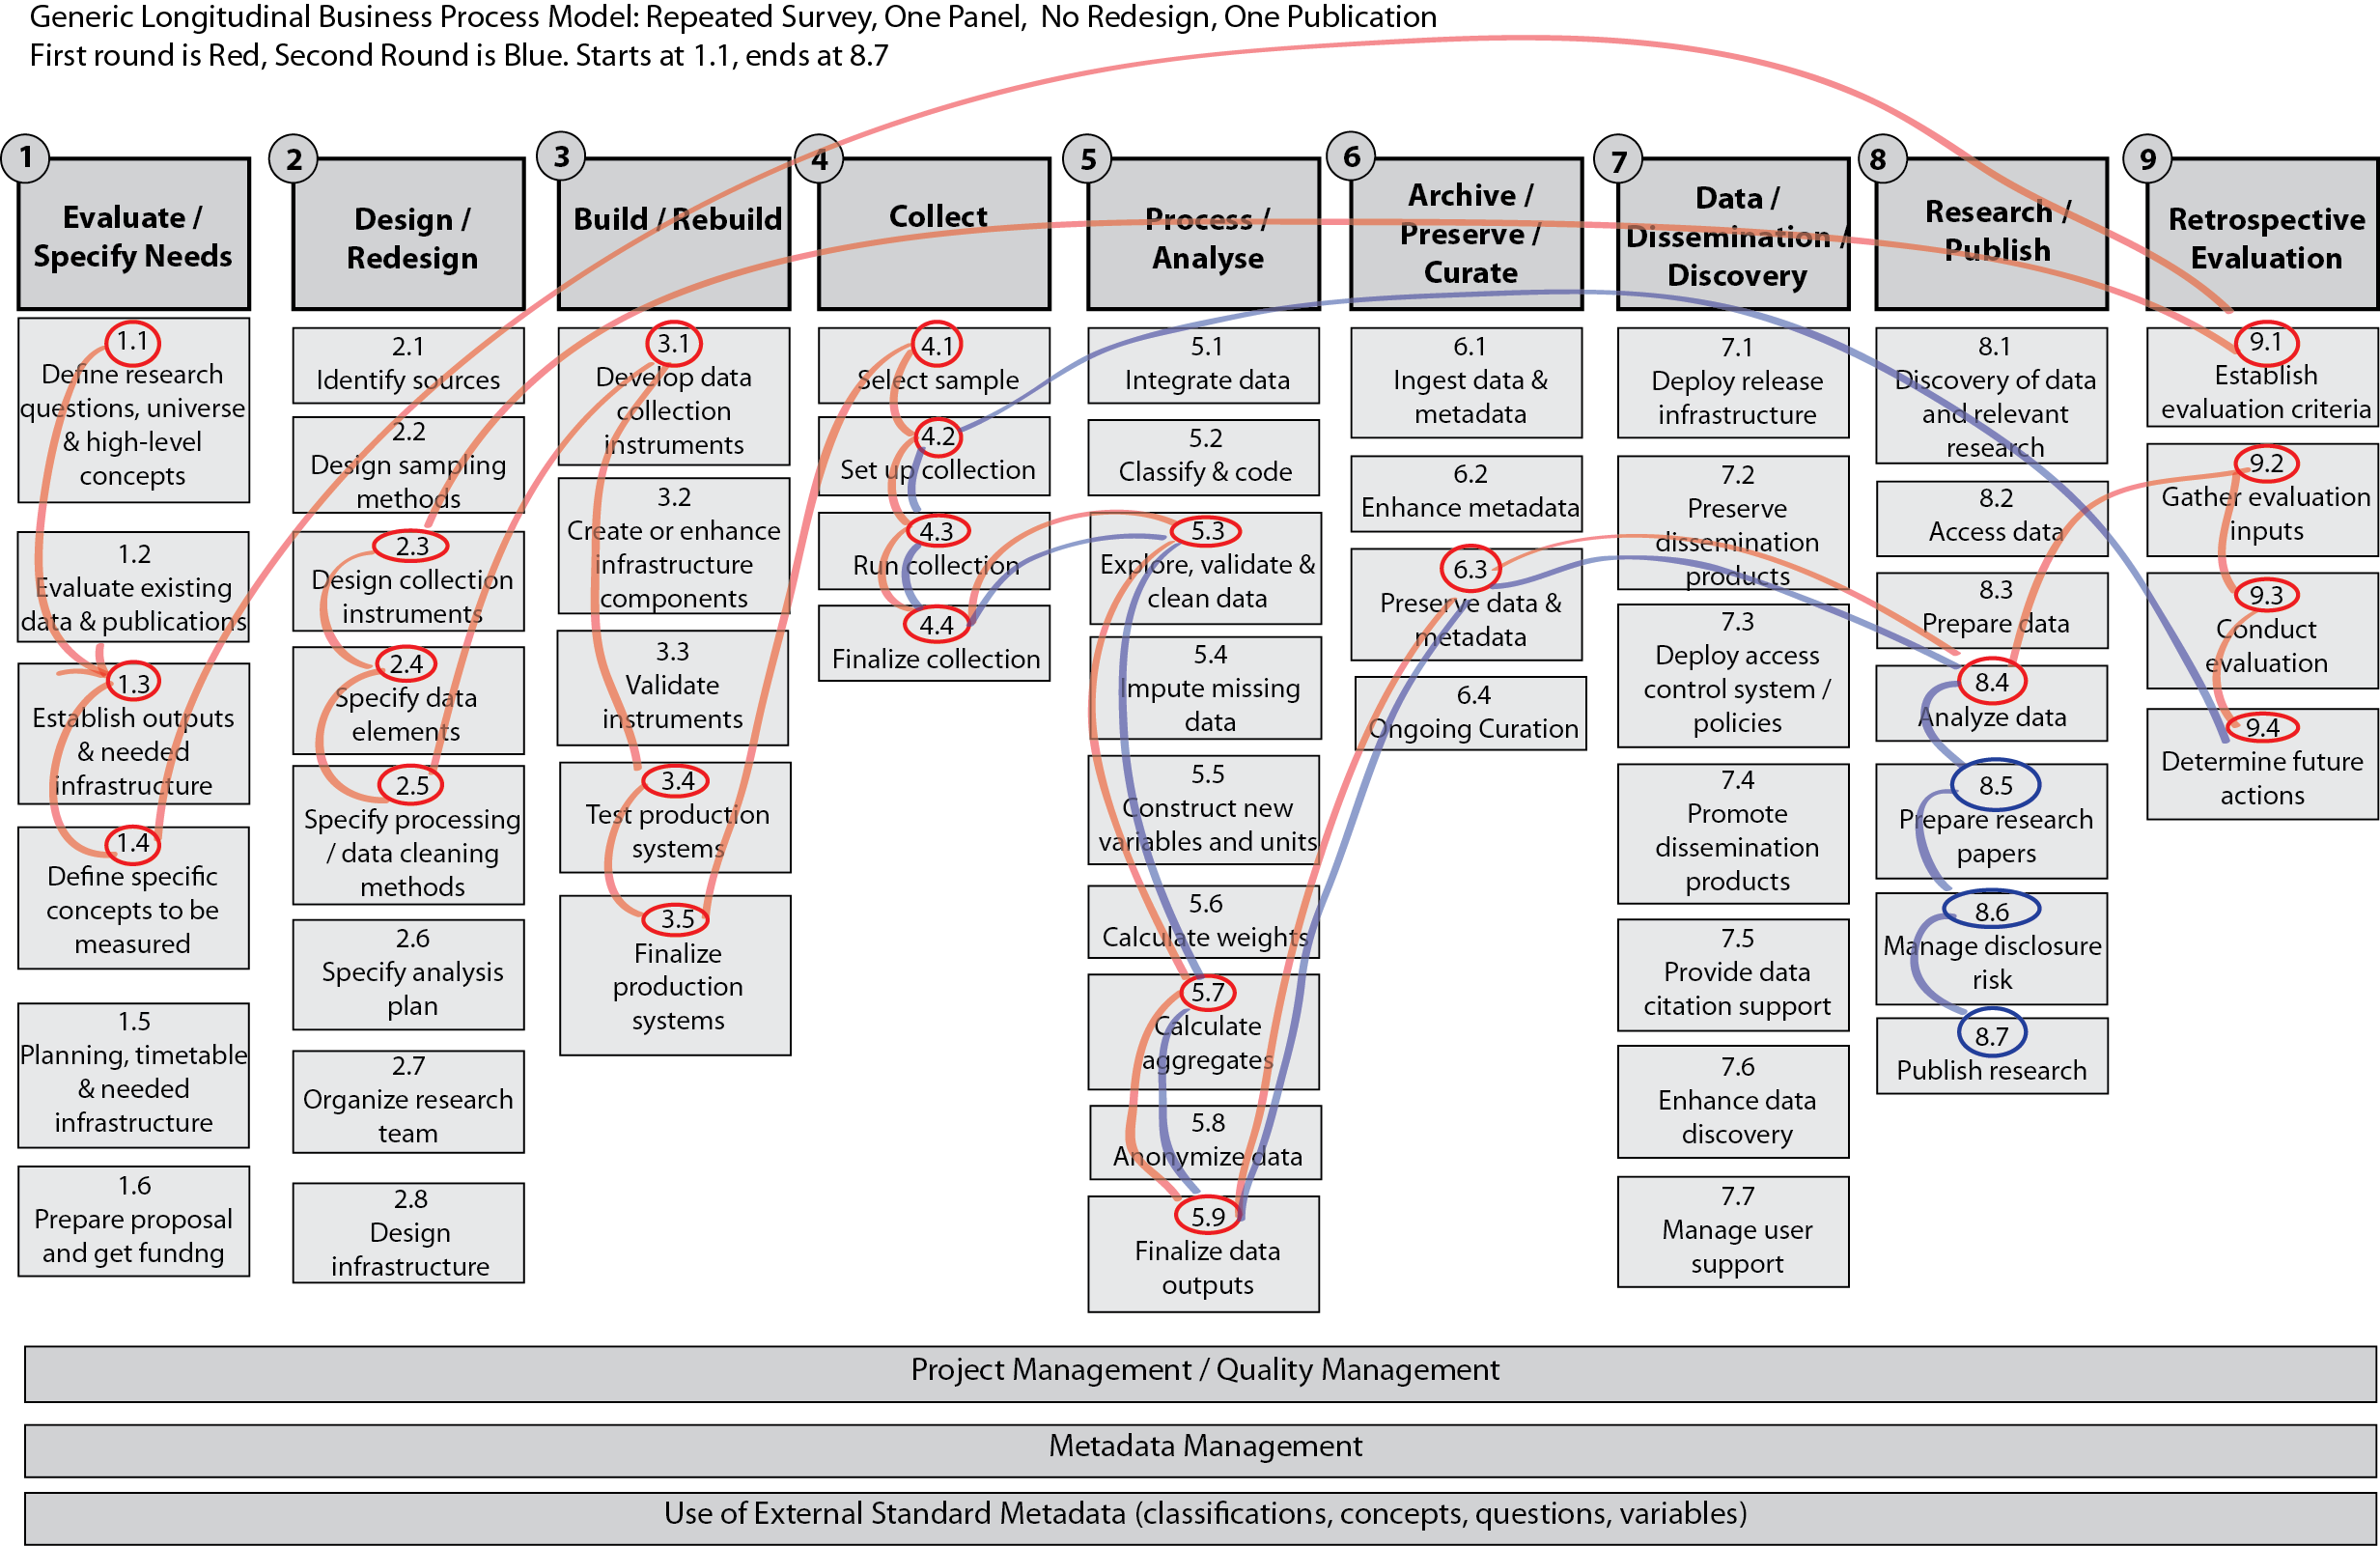 Generic Longitudinal Business Process Model: Repeated Survey, One Panel,  No Redesign, One Publication
First round is Red, Second Round is Blue. Starts at 1.1, ends at 8.7
1
Evaluate /
Specify Needs
1.1
Define research
questions, universe
& high-level
concepts
1.2
Evaluate existing
data & publications
1.3
Establish outputs
& needed
infrastructure
1.4
Define specific
concepts to be
measured
1.5
Planning, timetable
& needed
infrastructure
1.6
Prepare proposal
and get fundng
2
Design /
Redesign
2.1
Identify sources
2.2
Design sampling
methods
2.3
Design collection
instruments
2.4
Specify data
elements
2.5
Specify processing
/ data cleaning
methods
2.6
Specify analysis
plan
2.7
Organize research
team
2.8
Design
infrastructure
3
Build / Rebuild
3.1
Develop data
collection
instruments
3.2
Create or enhance
infrastructure
components
3.3
Validate
instruments
3.4
Test production
systems
3.5
Finalize
production
systems
4
Collect
4.1
Select sample
4.2
Set up collection
4.3
Run collection
4.4
Finalize collection
5
Process /
Analyse
5.1
Integrate data
5.2
Classify & code
5.3
Explore, validate &
clean data
5.4
Impute missing
data
5.5
Construct new
variables and units
5.6
Calculate weights
5.7
Calculate
aggregates
5.8
Anonymize data
5.9
Finalize data
outputs
6
Archive /
Preserve /
Curate
6.1
Ingest data &
metadata
6.2
Enhance metadata
6.3
Preserve data &
metadata
6.4
Ongoing Curation
7
Data /
Dissemination /
Discovery
7.1
Deploy release
infrastructure
7.2
Preserve
dissemination
products
7.3
Deploy access
control system /
policies
7.4
Promote
dissemination
products
7.5
Provide data
citation support
7.6
Enhance data
discovery
7.7
Manage user
support
8
Research /
Publish
8.1
Discovery of data
and relevant
research
8.2
Access data
8.3
Prepare data
8.4
Analyze data
8.5
Prepare research
papers
8.6
Manage disclosure
risk
8.7
Publish research
9
Retrospective
Evaluation
9.1
Establish
evaluation criteria
9.2
Gather evaluation
inputs
9.3
Conduct
evaluation
9.4
Determine future
actions
Project Management / Quality Management
Metadata Management
Use of External Standard Metadata (classifications, concepts, questions, variables)